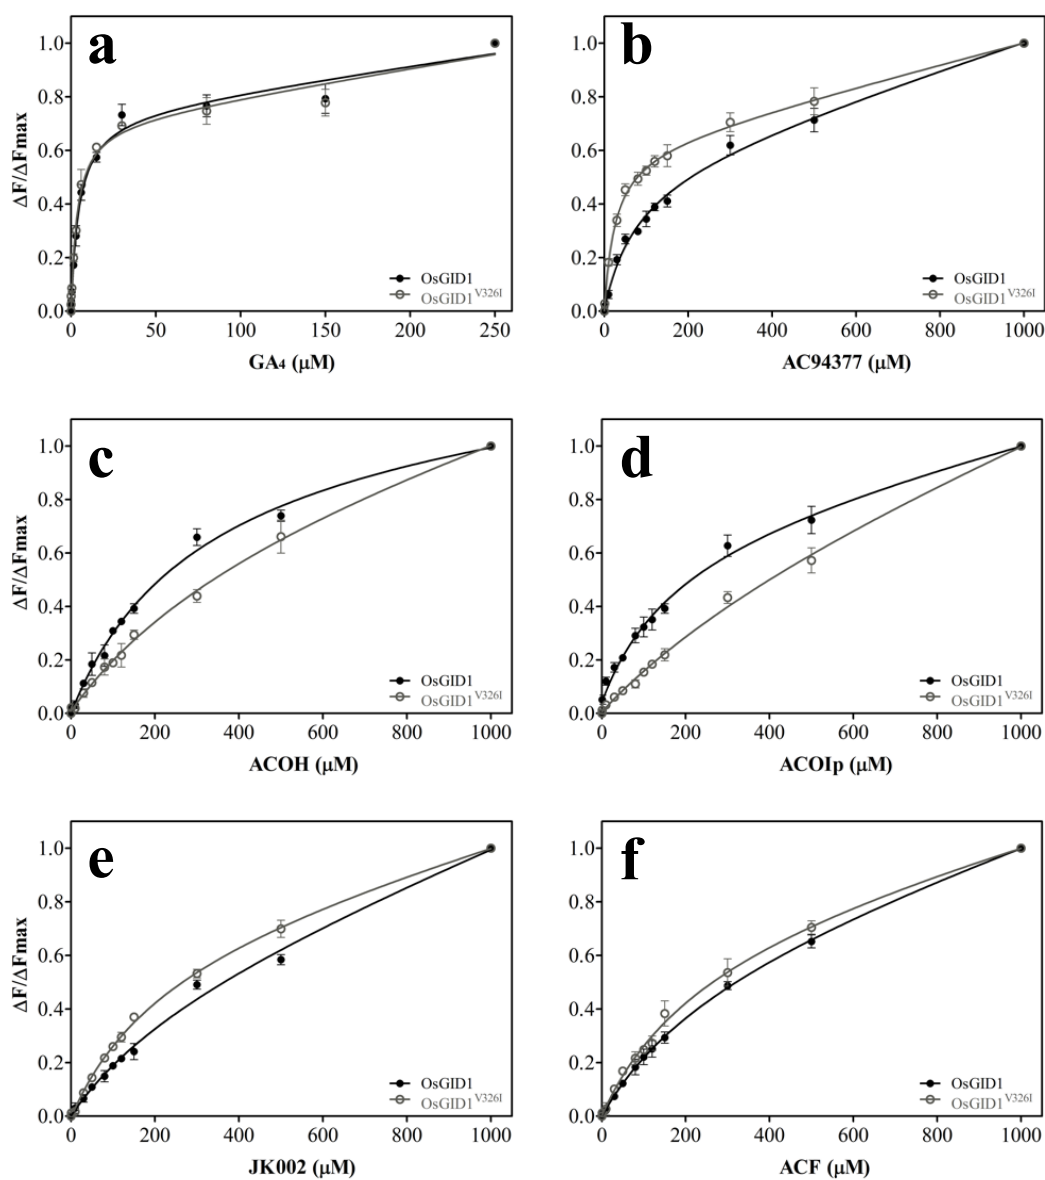 a
1.0
0.8
0.6
0.4
0.2
0.0
ΔF/ΔFmax
OsGID1
OsGID1V326I
0 50 100 150 200 250
GA4 (μM)
b
1.0
0.8
0.6
0.4
0.2
0.0
OsGID1
OsGID1V326I
0 200 400 600 800 1000
AC94377 (μM)
c
1.0
0.8
0.6
0.4
0.2
0.0
ΔF/ΔFmax
OsGID1
OsGID1V326I
0 200 400 600 800 1000
ACOH (μM)
d
1.0
0.8
0.6
0.4
0.2
0.0
OsGID1
OsGID1V326I
0 200 400 600 800 1000
ACOIp (μM)
e
1.0
0.8
0.6
0.4
0.2
0.0
ΔF/ΔFmax
OsGID1
OsGID1V326I
0 200 400 600 800 1000
JK002 (μM)
f
1.0
0.8
0.6
0.4
0.2
0.0
OsGID1
OsGID1V326I
0 200 400 600 800 1000
ACF (μM)